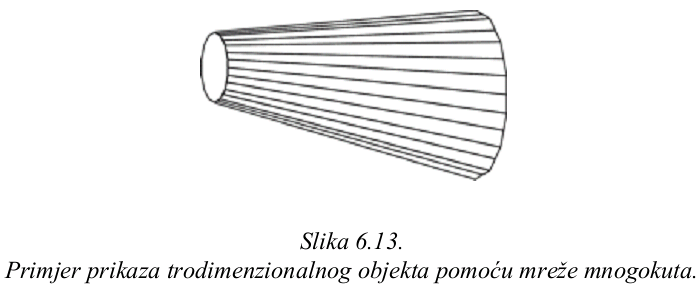 Slika 6.13.
Primjer prikaza trodimenzionalnog objekta pomoću mreže mnogokuta.